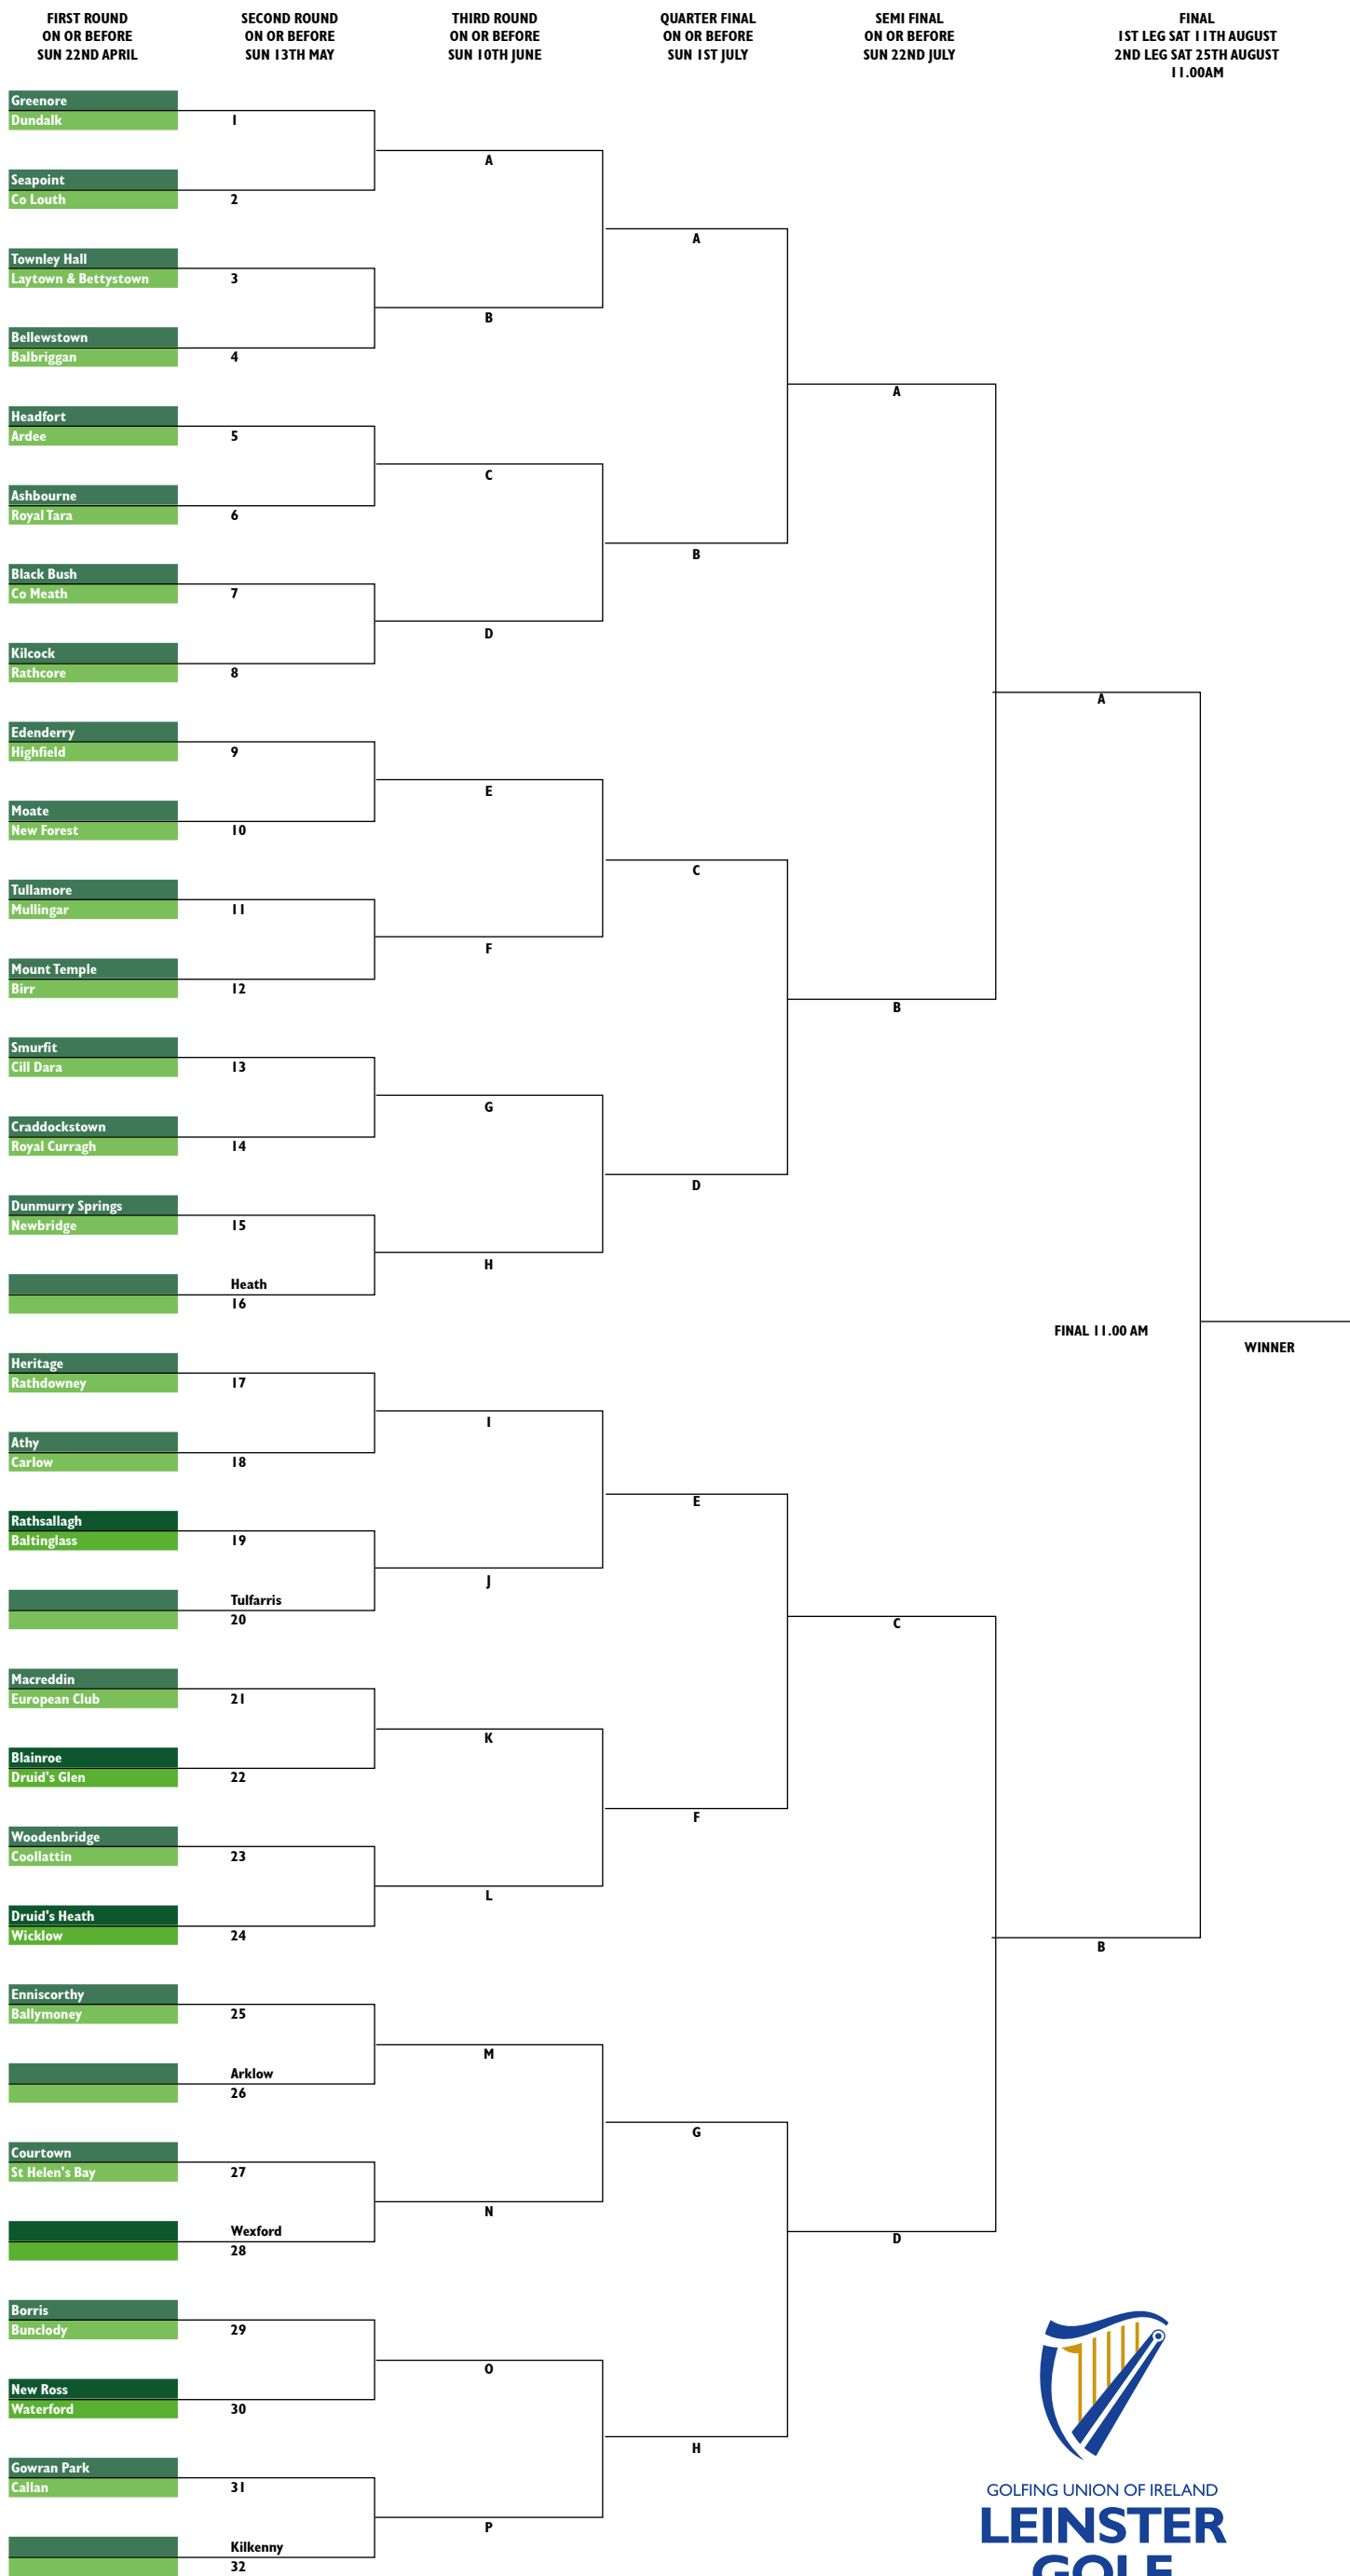 FIRST ROUND
ON OR BEFORE
SUN 22ND APRIL
SECOND ROUND
ON OR BEFORE
SUN 13TH MAY
THIRD ROUND
ON OR BEFORE
SUN 10TH JUNE
QUARTER FINAL
ON OR BEFORE
SUN 1ST JULY
SEMI FINAL
ON OR BEFORE
SUN 22ND JULY
FINAL
1ST LEG SAT 11TH AUGUST
2ND LEG SAT 25TH AUGUST
11.00AM
Greenore
Dundalk
1
A
Seapoint
Co Louth
2
A
Townley Hall
Laytown & Bettystown
3
B
Bellewstown
Balbriggan
4
A
Headfort
Ardee
5
C
Ashbourne
Royal Tara
6
B
Black Bush
Co Meath
7
D
Kilcock
Rathcore
8
A
Edenderry
Highfield
9
E
Moate
New Forest
10
C
Tullamore
Mullingar
11
F
Mount Temple
Birr
12
B
Smurfit
Cill Dara
13
G
Craddockstown
Royal Curragh
14
D
Dunmurry Springs
Newbridge
15
H
Heath
16
FINAL 11.00 AM
WINNER
Heritage
Rathdowney
17
I
Athy
Carlow
18
E
Rathsallagh
Baltinglass
19
J
Tulfarris
20
C
Macreddin
European Club
21
K
Blainroe
Druid's Glen
22
F
Woodenbridge
Coollattin
23
L
Druid's Heath
Wicklow
24
B
Enniscorthy
Ballymoney
25
M
Arklow
26
G
Courtown
St Helen's Bay
27
N
Wexford
28
D
Borris
Bunclody
29
O
New Ross
Waterford
30
H
Gowran Park
Callan
31
P
Kilkenny
32
GOLFING UNION OF IRELAND
LEINSTER
GOLF